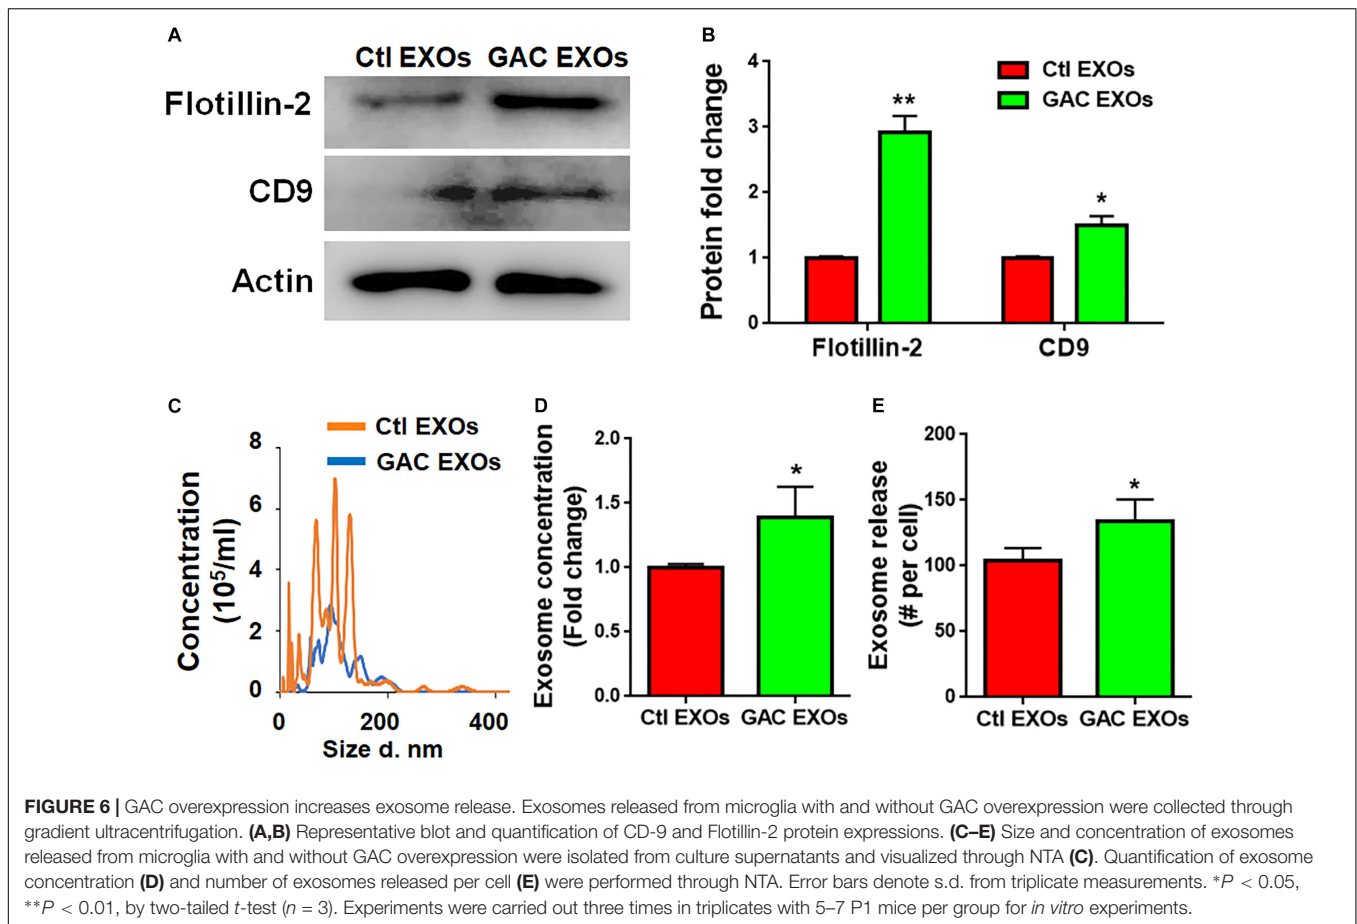 A
Ctl EXOs GAC EXOs
Flotillin-2
CD9
Actin
B
Protein fold change
4
3
2
1
0
**
*
Ctl EXOs
GAC EXOs
Flotillin-2 CD9
C
Ctl EXOs
GAC EXOs
Concentration
(10⁵/ml)
8
6
4
2
0
0 200 400
Size d. nm
D
Exosome concentration
(Fold change)
2.0
1.5
1.0
0.5
0.0
*
Ctl EXOs GAC EXOs
E
Exosome release
(# per cell)
200
150
100
50
0
*
Ctl EXOs GAC EXOs
FIGURE 6 | GAC overexpression increases exosome release. Exosomes released from microglia with and without GAC overexpression were collected through
gradient ultracentrifugation. (A,B) Representative blot and quantification of CD-9 and Flotillin-2 protein expressions. (C–E) Size and concentration of exosomes
released from microglia with and without GAC overexpression were isolated from culture supernatants and visualized through NTA (C). Quantification of exosome
concentration (D) and number of exosomes released per cell (E) were performed through NTA. Error bars denote s.d. from triplicate measurements. *P < 0.05,
**P < 0.01, by two-tailed t-test (n = 3). Experiments were carried out three times in triplicates with 5–7 P1 mice per group for in vitro experiments.